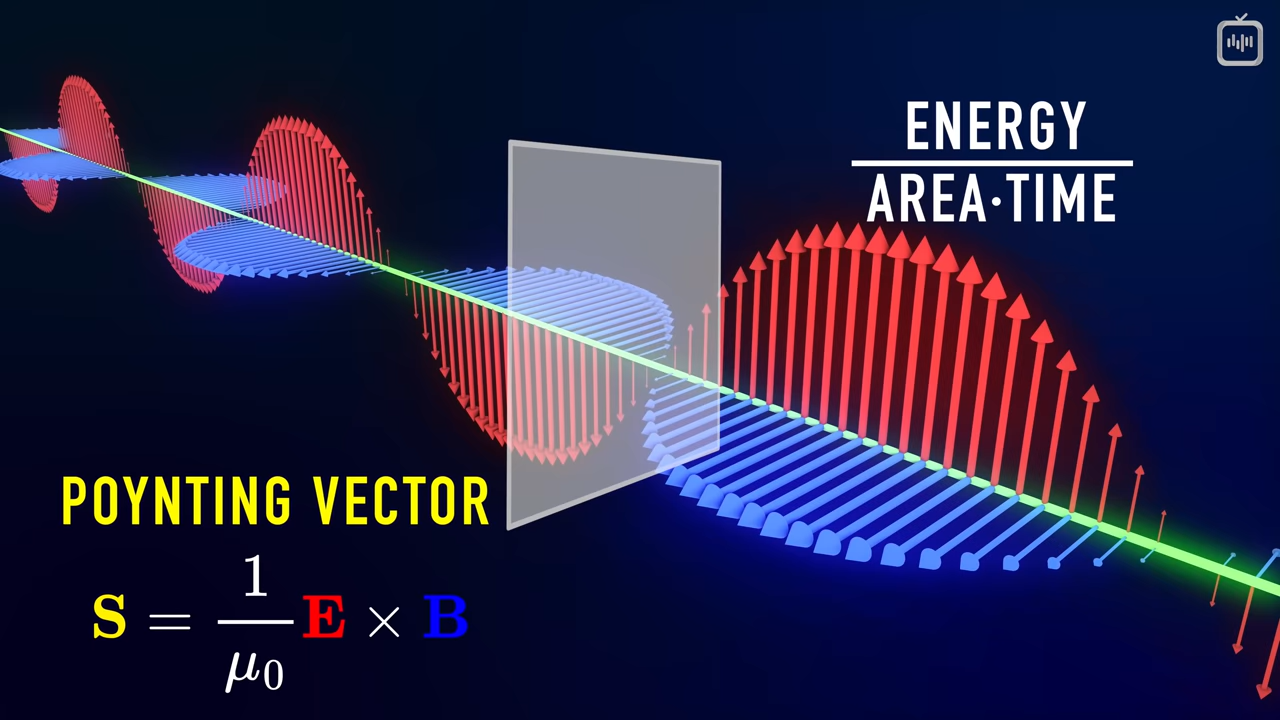 ENERGY
AREA·TIME
POYNTING VECTOR
S = 1/μ₀ E × B